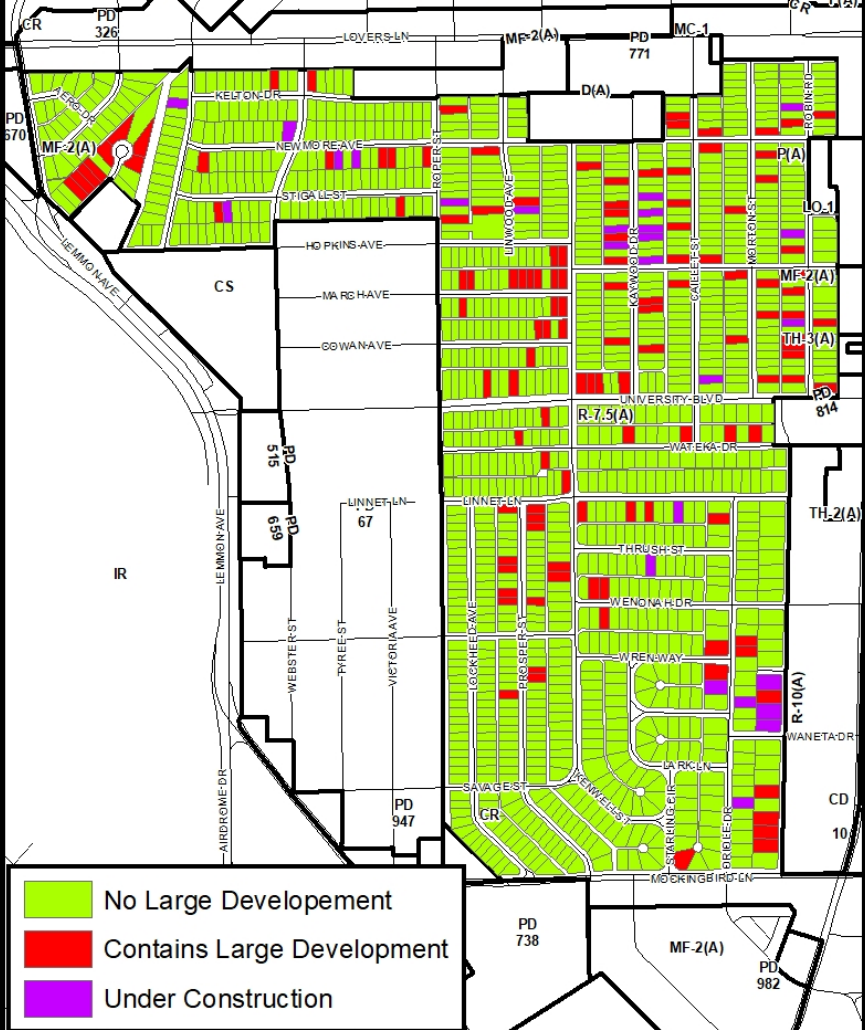 CR
PD
326
LOVERS LN
MF-2(A)
PD
771
MC-1
CR
D(A)
PD
670
AERO DR
MF-2(A)
KELTON DR
NEWMORE AVE
STIGALL ST
ROPER ST
LINWOOD AVE
KAYWOOD DR
CAILLET ST
MORTON ST
ROBIN RD
P(A)
LO-1
MF-2(A)
TH-3(A)
PD
814
LEMMON AVE
CS
HOPKINS AVE
MARCH AVE
COWAN AVE
UNIVERSITY BLVD
R-7.5(A)
WATEKA DR
PD
515
PD
659
LINNET LN
PD
67
LINNET LN
TH-2(A)
IR
LEMMON AVE
WEBSTER ST
TYREE ST
VICTORIA AVE
LOCKHEED AVE
PROSPER ST
THRUSH ST
WENONAH DR
WREN WAY
R-10(A)
WANETA DR
LARK LN
SAVAGE ST
KENWELL ST
STARLING CIR
ORIOLE DR
CR
AIRDROME DR
PD
947
CD
10
MOCKINGBIRD LN
PD
738
MF-2(A)
PD
982
No Large Developement
Contains Large Development
Under Construction